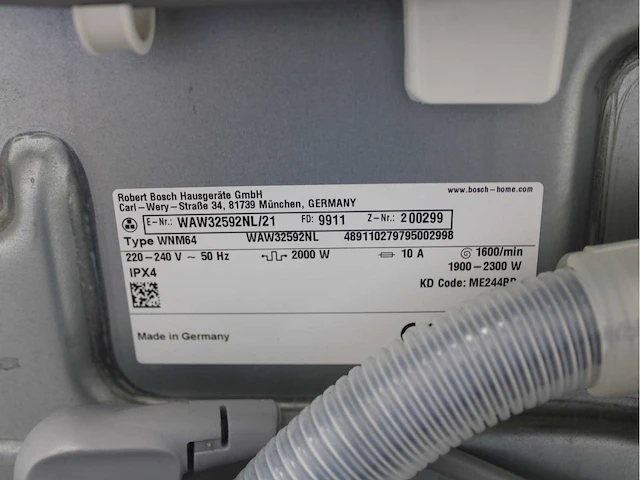 Robert Bosch Hausgeräte GmbH
www.bosch-home.com
Carl-Wery-Straße 34, 81739 München, GERMANY
E-Nr.: WAW32592NL/21 FD: 9911 Z-Nr.: 200299
Type WNM64 WAW32592NL 489110279795002998
220-240 V ~ 50 Hz 2000 W 10 A 1600/min
1900-2300 W
IPX4
KD Code:
Made in Germany